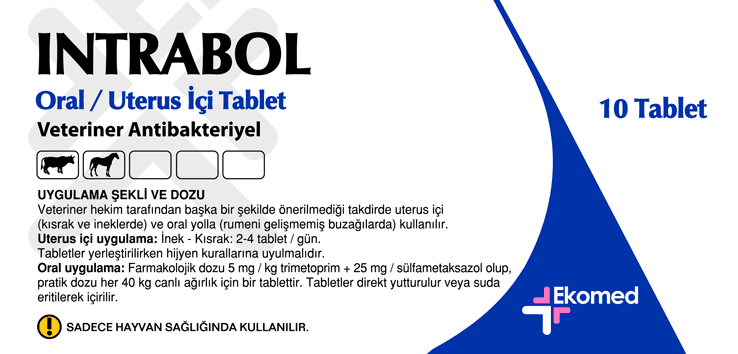 INTRABOL
Oral / Uterus İçi Tablet
10 Tablet
Veteriner Antibakteriyel
UYGULAMA ŞEKLİ VE DOZU
Veteriner hekim tarafından başka bir şekilde önerilmediği takdirde uterus içi
(kısrak ve ineklerde) ve oral yolla (rumeni gelişmemiş buzağılarda) kullanılır.
Uterus içi uygulama: İnek - Kısrak: 2-4 tablet / gün.
Tabletler yerleştirilirken hijyen kurallarına uyulmalıdır.
Oral uygulama: Farmakolojik dozu 5 mg / kg trimetoprim + 25 mg / sülfametaksazol olup,
pratik dozu her 40 kg canlı ağırlık için bir tablettir. Tabletler direkt yutturulur veya suda
eritilerek içirilir.
Ekomed
SADECE HAYVAN SAĞLIĞINDA KULLANILIR.